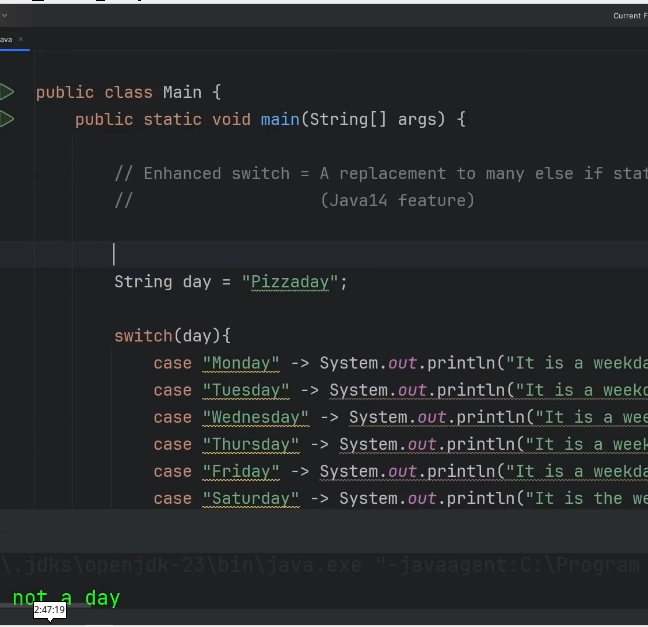 Current F
ava ×
public class Main {
public static void main(String[] args) {
// Enhanced switch = A replacement to many else if stat
// (Java14 feature)
String day = "Pizzaday";
switch(day){
case "Monday" -> System.out.println("It is a weekda
case "Tuesday" -> System.out.println("It is a weekd
case "Wednesday" -> System.out.println("It is a wee
case "Thursday" -> System.out.println("It is a week
case "Friday" -> System.out.println("It is a weekda
case "Saturday" -> System.out.println("It is the we
\.jdks\openjdk-23\bin\java.exe "-javaagent:C:\Program
not a day
2:47:19